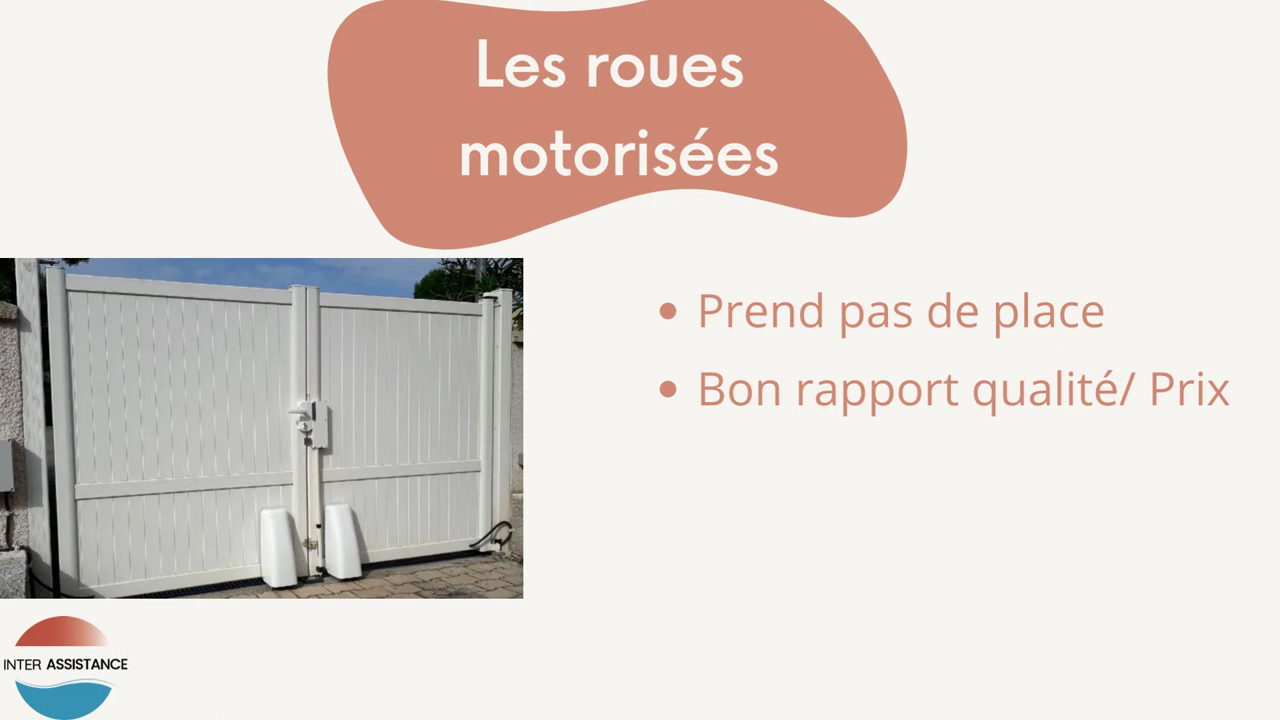 Les roues
motorisées
Prend pas de place
Bon rapport qualité/ Prix
INTER ASSISTANCE